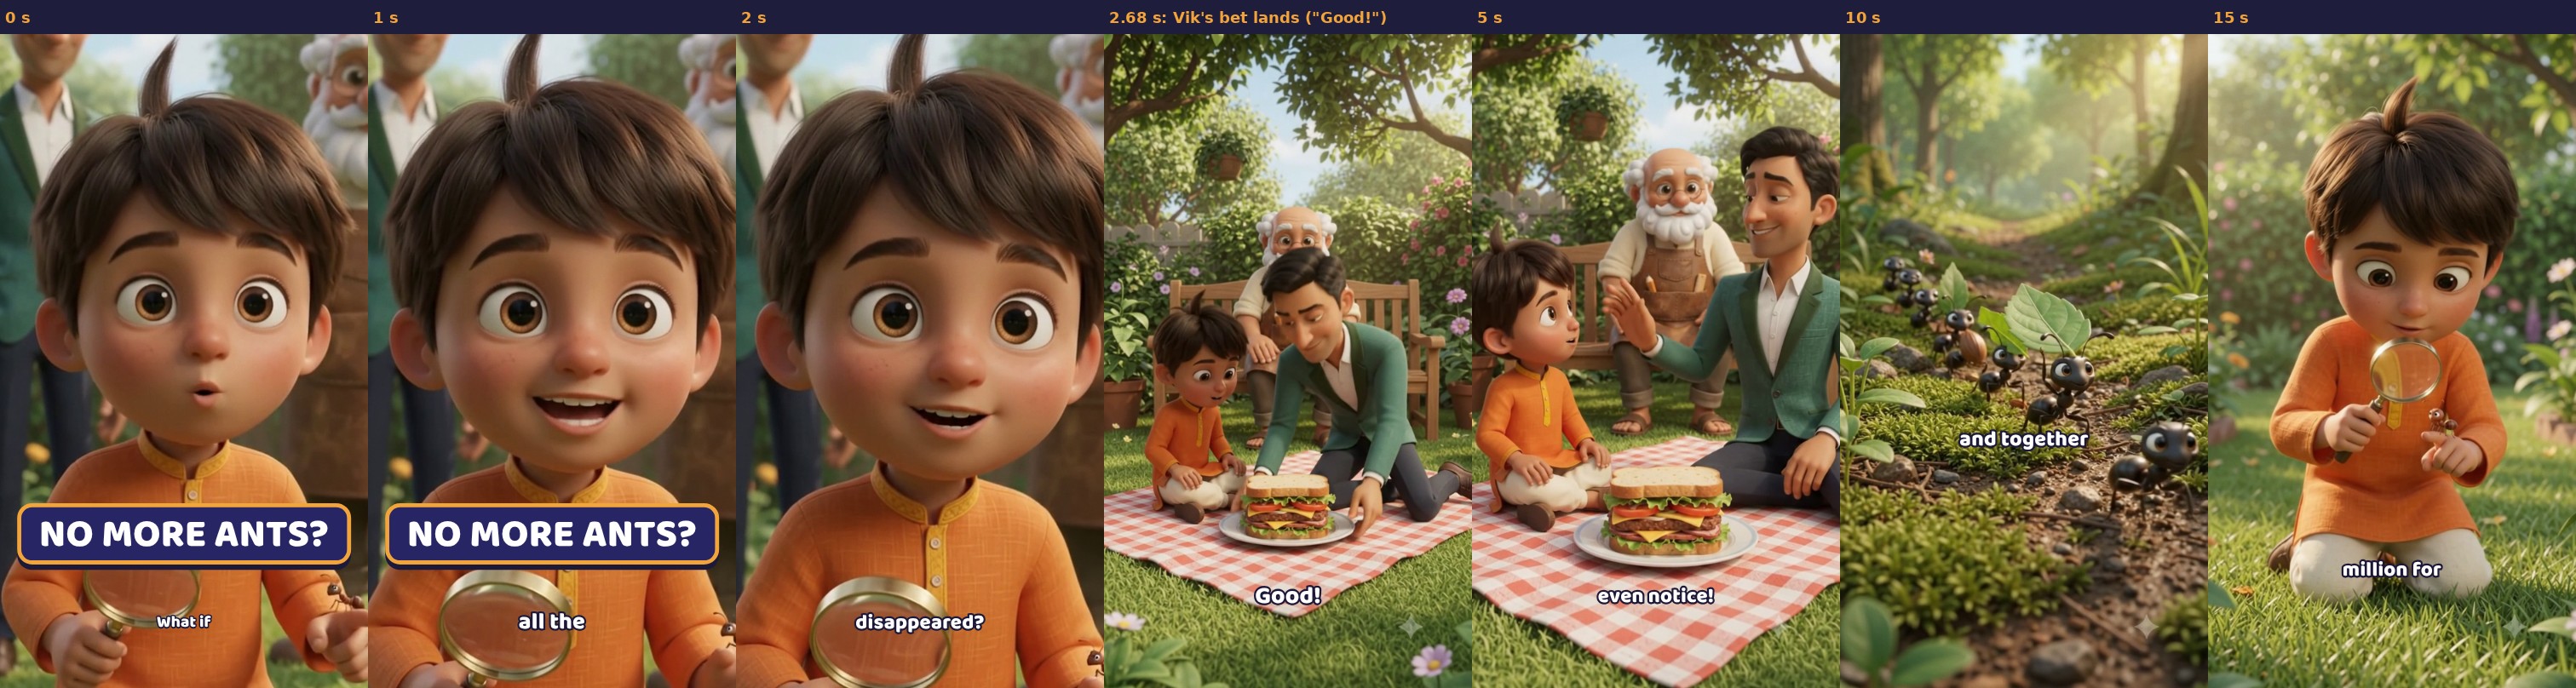 0 s
1 s
2 s
2.68 s: Vik's bet lands ("Good!")
5 s
10 s
15 s
NO MORE ANTS?
What if
NO MORE ANTS?
all the
disappeared?
Good!
even notice!
and together
million for